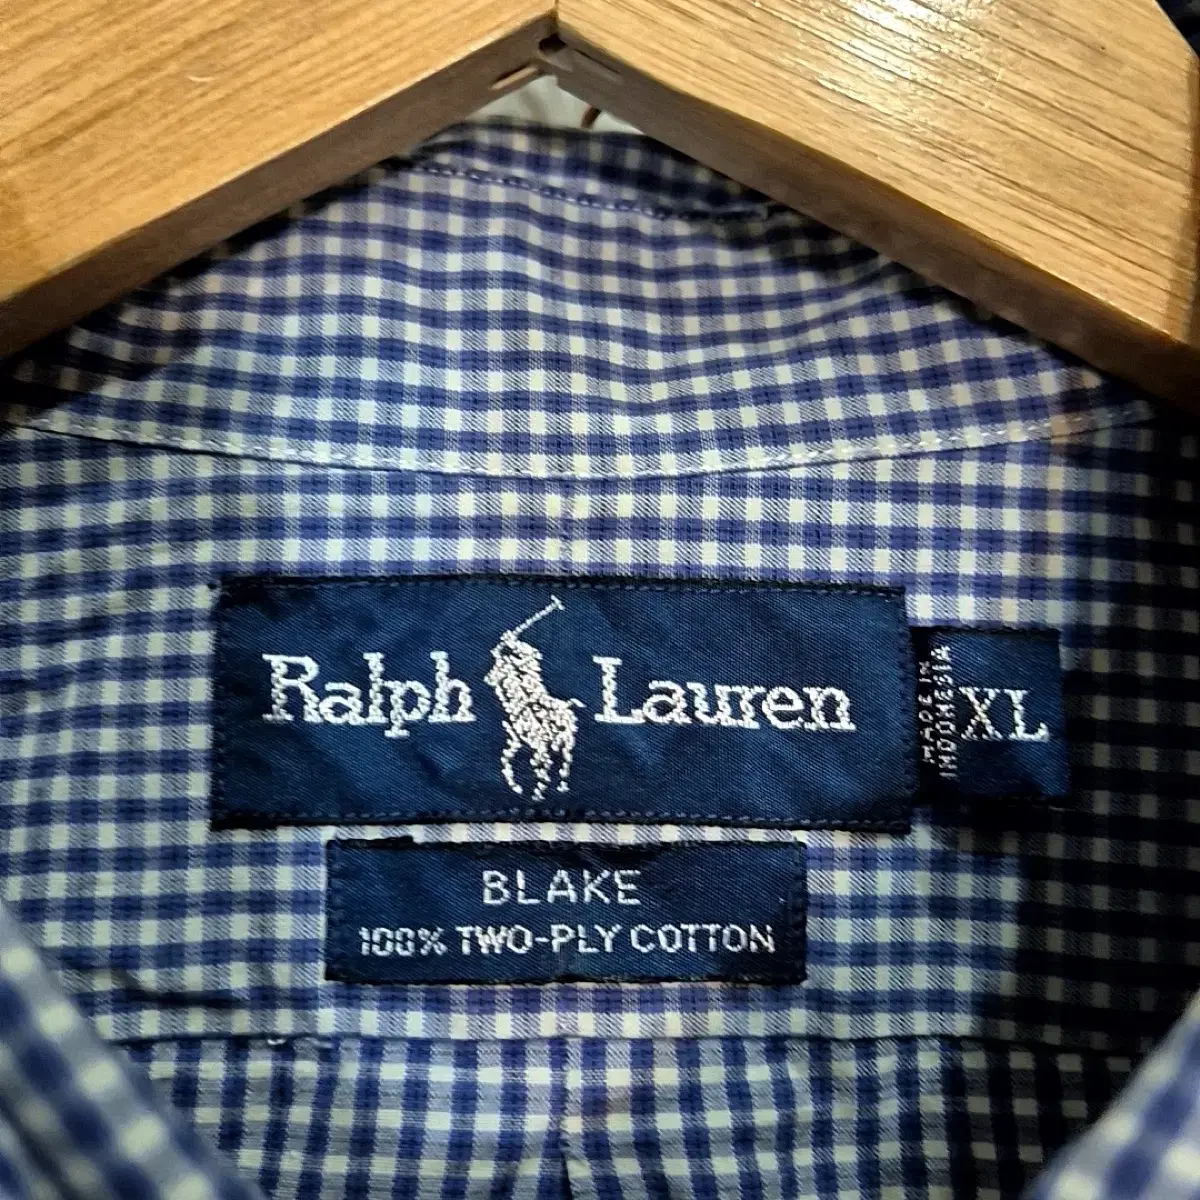 Ralph Lauren
MADE IN
INDONESIA
XL
BLAKE
100% TWO-PLY COTTON